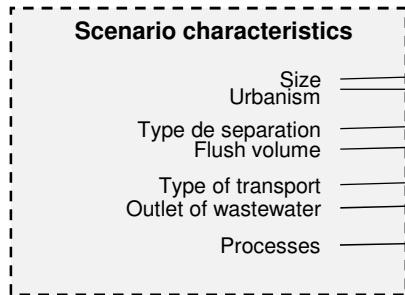 Scenario characteristics
Size
Urbanism
Type de separation
Flush volume
Type of transport
Outlet of wastewater
Processes